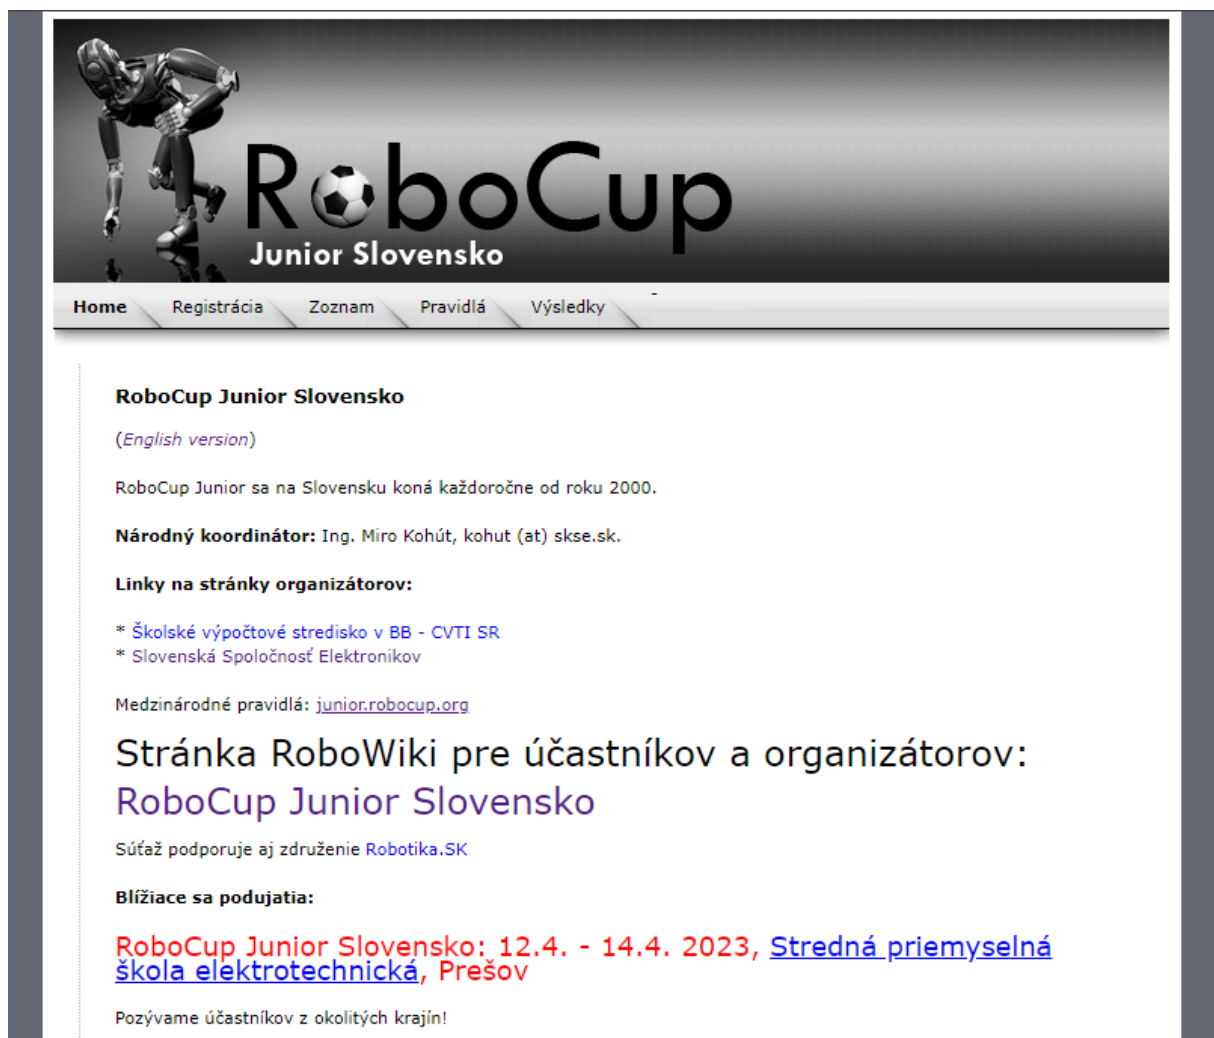 RoboCup
Junior Slovensko
Home Registrácia Zoznam Pravidlá Výsledky -
RoboCup Junior Slovensko
(English version)
RoboCup Junior sa na Slovensku koná každoročne od roku 2000.
Národný koordinátor: Ing. Miro Kohút, kohut (at) skse.sk.
Linky na stránky organizátorov:
* Školské výpočtové stredisko v BB - CVTI SR
* Slovenská Spoločnosť Elektronikov
Medzinárodné pravidlá: junior.robocup.org
Stránka RoboWiki pre účastníkov a organizátorov:
RoboCup Junior Slovensko
Súťaž podporuje aj združenie Robotika.SK
Blížiace sa podujatia:
RoboCup Junior Slovensko: 12.4. - 14.4. 2023, Stredná priemyselná
škola elektrotechnická, Prešov
Pozývame účastníkov z okolitých krajín!